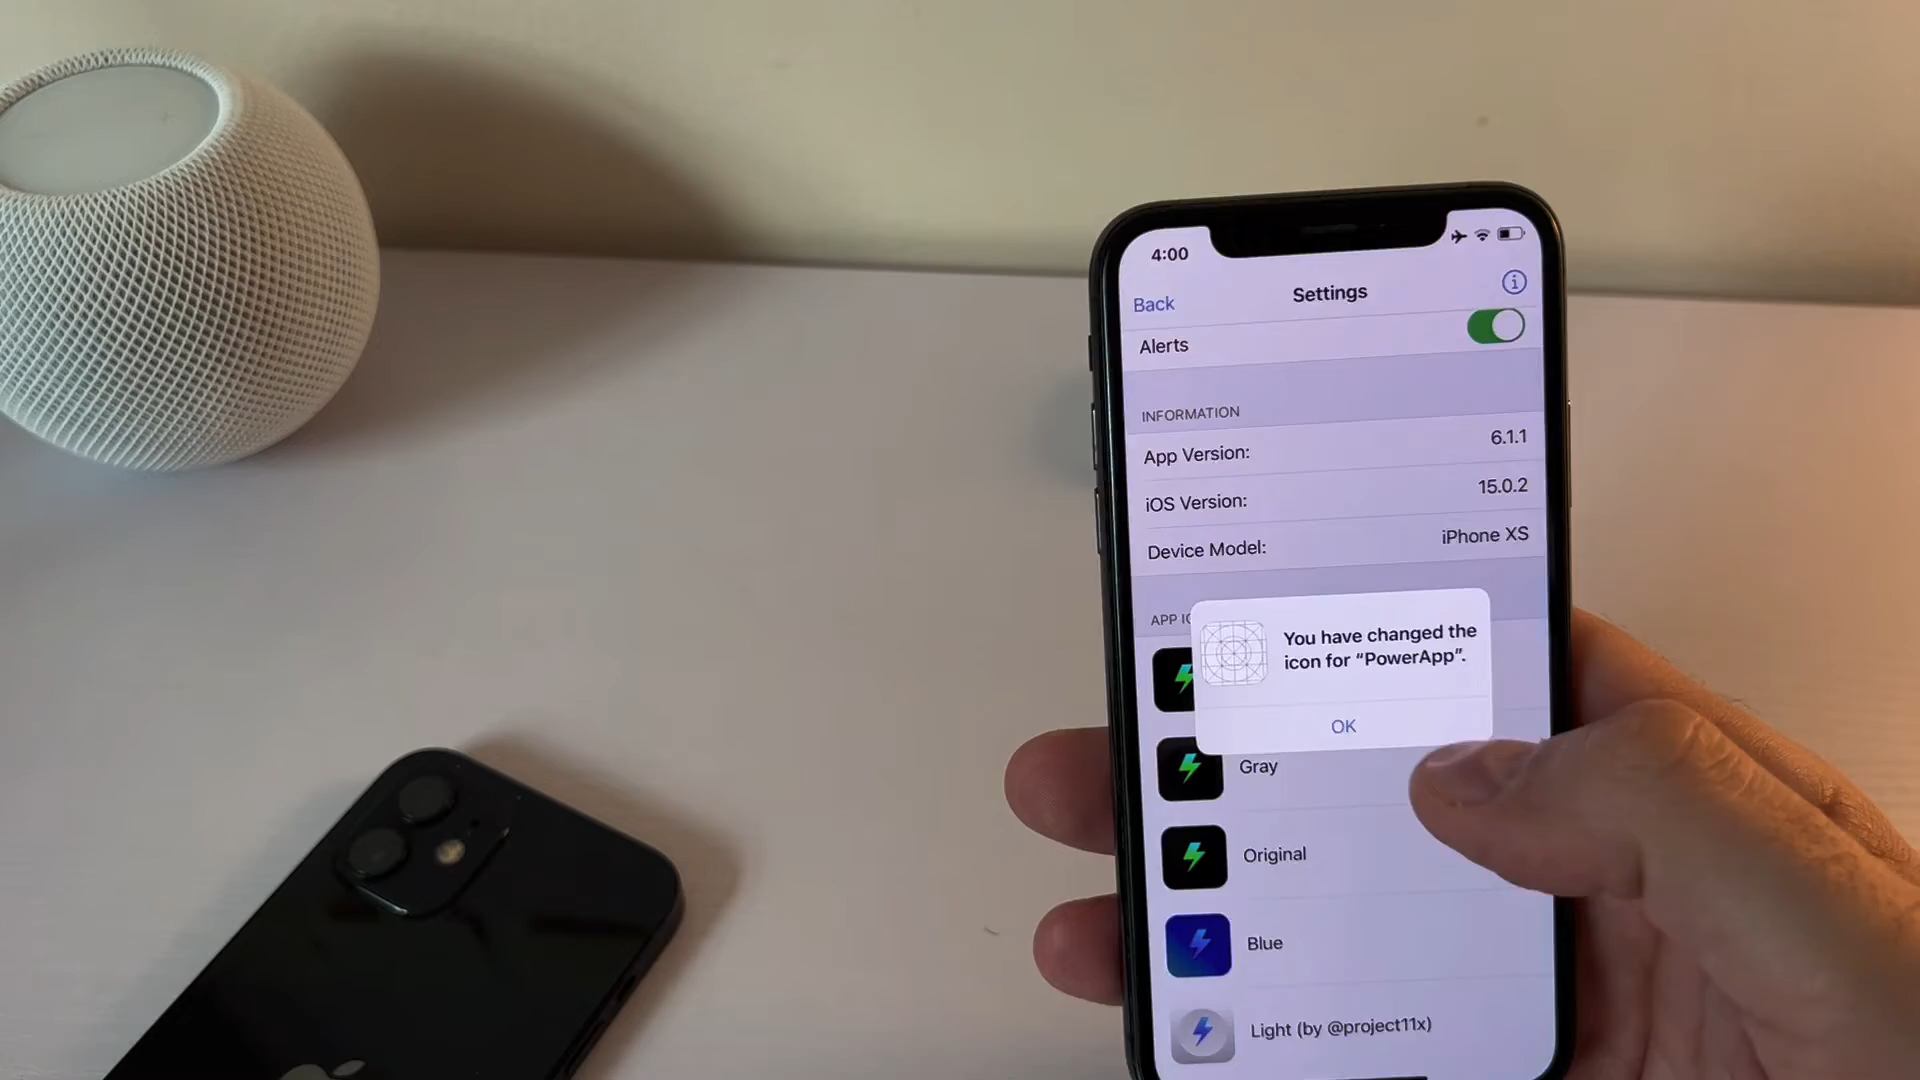 4:00
Back
Settings
Alerts
INFORMATION
App Version:
6.1.1
iOS Version:
15.0.2
Device Model:
iPhone XS
APP IC
You have changed the
icon for “PowerApp”.
OK
Gray
Original
Blue
Light (by @project11x)